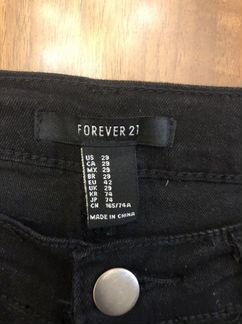 FOREVER 21
US 29
CA 29
MX 29
BR 29
EU 42
UK 29
KR 74
JP 74
CN 165/74A
MADE IN CHINA